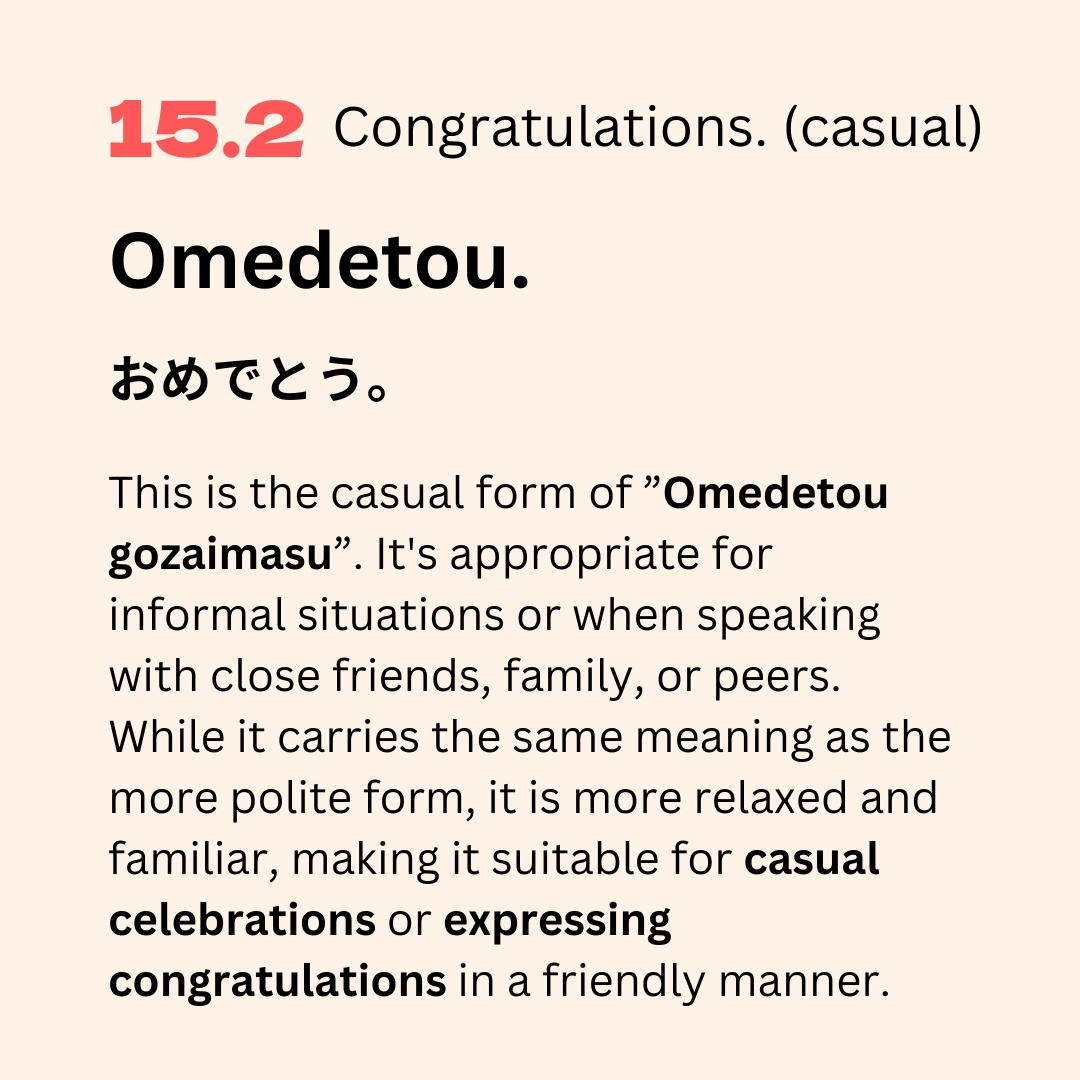 15.2 Congratulations. (casual)
Omedetou.
おめでとう。
This is the casual form of ”Omedetou
gozaimasu”. It's appropriate for
informal situations or when speaking
with close friends, family, or peers.
While it carries the same meaning as the
more polite form, it is more relaxed and
familiar, making it suitable for casual
celebrations or expressing
congratulations in a friendly manner.